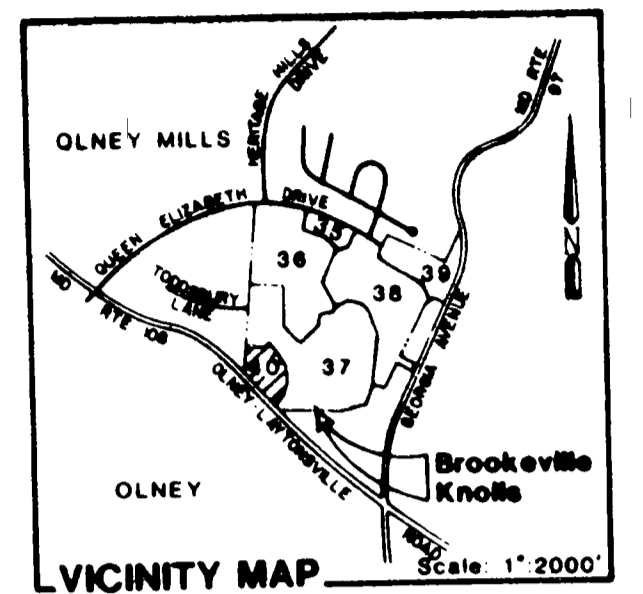 HERITAGE MILLS DRIVE
MD RTE 97
OLNEY MILLS
QUEEN ELIZABETH DRIVE
35
36
39
38
TODDSBURY LANE
MD RTE 108
GEORGIA AVENUE
N
40
37
OLNEY-LAYTONSVILLE ROAD
Brookeville
Knolls
OLNEY
VICINITY MAP
Scale: 1":2000'